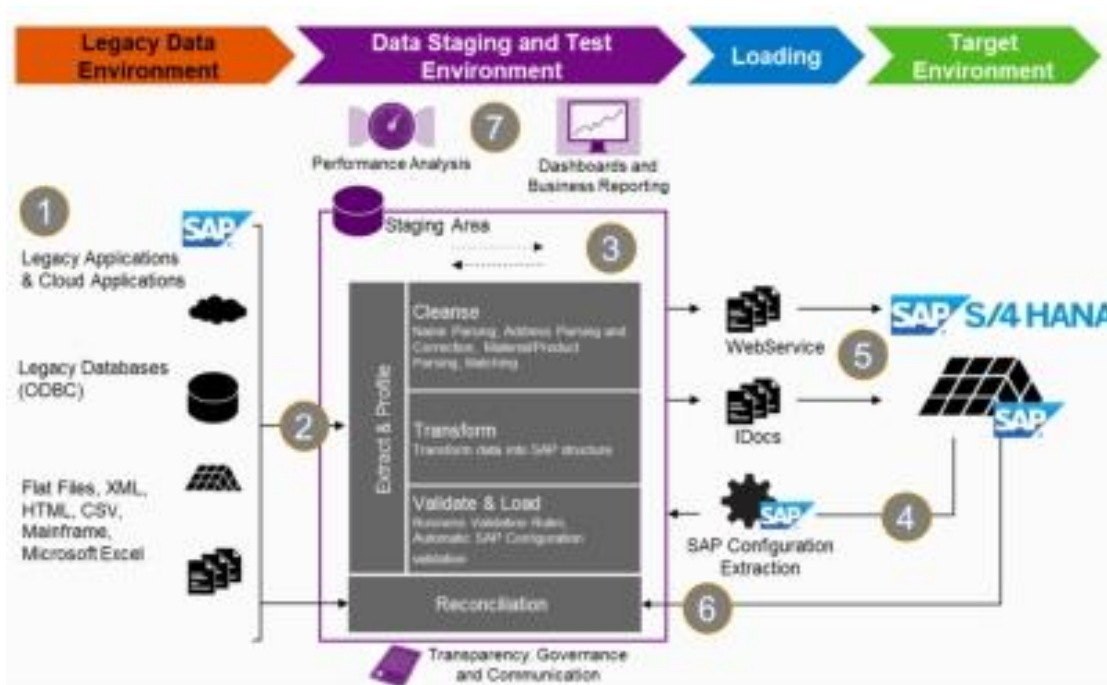 Legacy Data
Environment
Data Staging and Test
Environment
Loading
Target
Environment
7
Performance Analysis
Dashboards and
Business Reporting
1
SAP
Legacy Applications
& Cloud Applications
Legacy Databases
(ODBC)
Flat Files, XML,
HTML, CSV,
Mainframe,
Microsoft Excel
2
Staging Area
3
Extract & Profile
Cleanse
Name Parsing, Address Parsing and
Correction, Material/Product
Parsing, Matching
Transform
Transform data into SAP structure
Validate & Load
Business Validation Rules,
Automatic SAP Configuration
validation
Reconciliation
Transparency, Governance
and Communication
WebService
5
SAP S/4 HANA
IDocs
SAP
4
SAP
SAP Configuration
Extraction
6